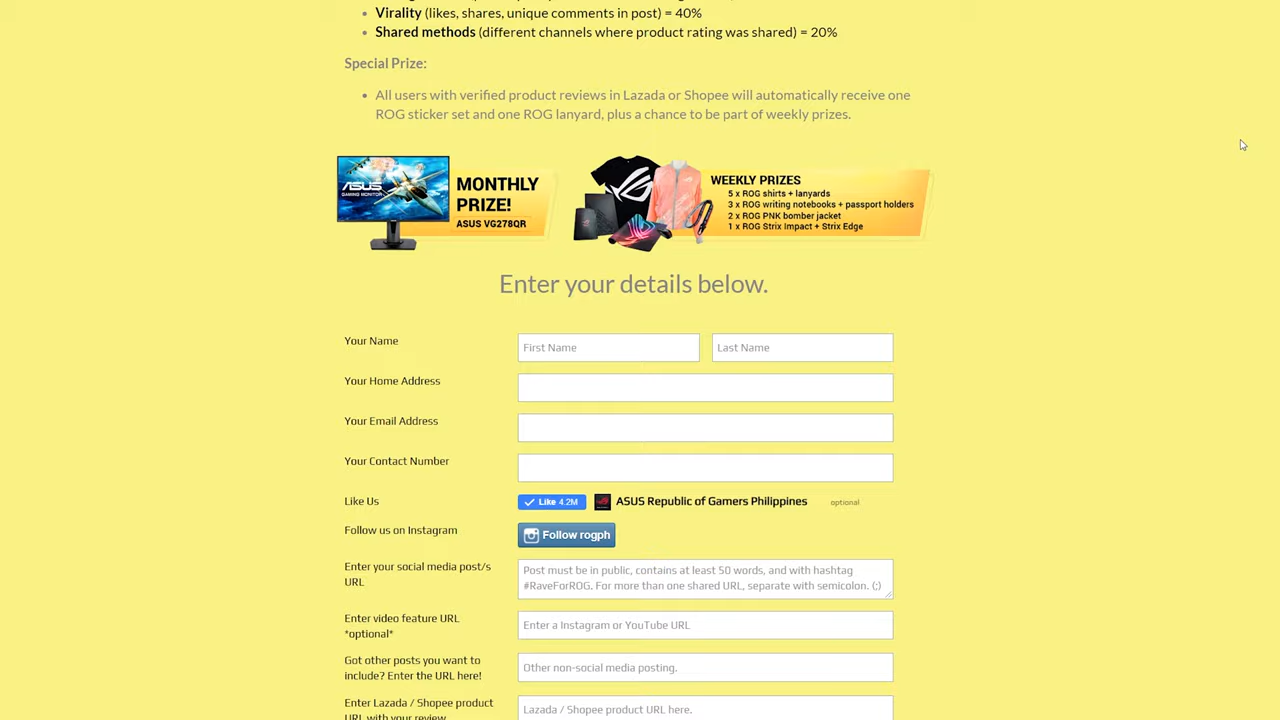 Virality (likes, shares, unique comments in post) = 40%
Shared methods (different channels where product rating was shared) = 20%
Special Prize:
All users with verified product reviews in Lazada or Shopee will automatically receive one
ROG sticker set and one ROG lanyard, plus a chance to be part of weekly prizes.
ASUS
GAMING MONITOR
MONTHLY
PRIZE!
ASUS VG278QR
WEEKLY PRIZES
5 x ROG shirts + lanyards
3 x ROG writing notebooks + passport holders
2 x ROG PNK bomber jacket
1 x ROG Strix Impact + Strix Edge
Enter your details below.
Your Name
First Name
Last Name
Your Home Address
Your Email Address
Your Contact Number
Like Us
Like 4.2M
ASUS Republic of Gamers Philippines
optional
Follow us on Instagram
Follow rogph
Enter your social media post/s
URL
Post must be in public, contains at least 50 words, and with hashtag
#RaveForROG. For more than one shared URL, separate with semicolon. (;)
Enter video feature URL
*optional*
Enter a Instagram or YouTube URL
Got other posts you want to
include? Enter the URL here!
Other non-social media posting.
Enter Lazada / Shopee product
URL with your review
Lazada / Shopee product URL here.